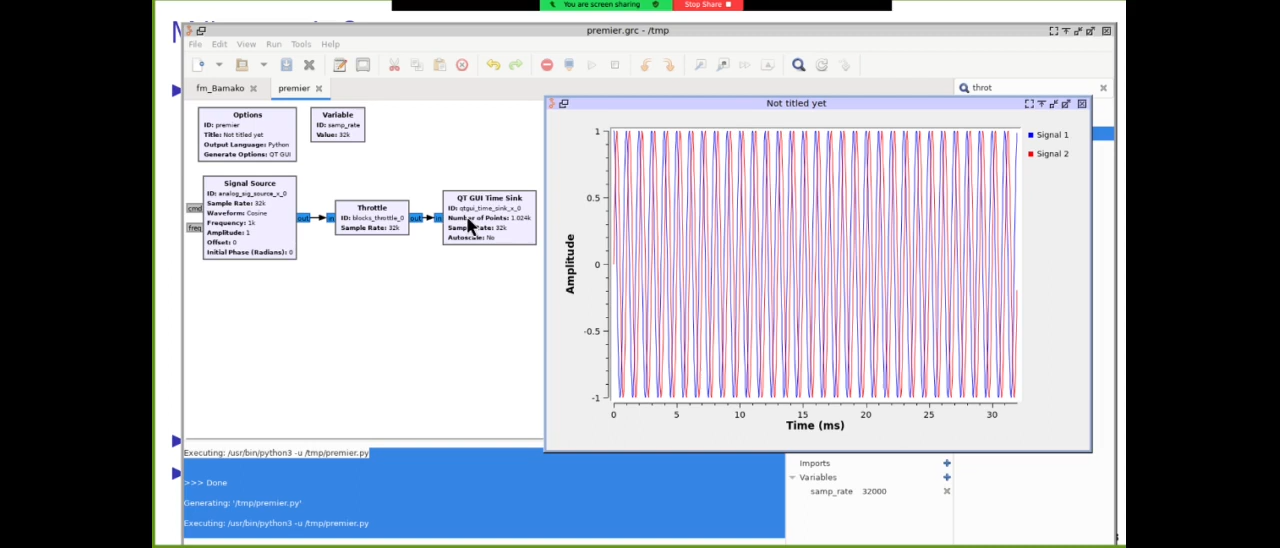 You are screen sharing
Stop Share
premier.grc - /tmp
File Edit View Run Tools Help
fm_Bamako
premier
throt
Options
ID: premier
Title: Not titled yet
Output Language: Python
Generate Options: QT GUI
Variable
ID: samp_rate
Value: 32k
Signal Source
ID: analog_sig_source_x_0
Sample Rate: 32k
Waveform: Cosine
Frequency: 1k
Amplitude: 1
Offset: 0
Initial Phase (Radians): 0
cmd
freq
out
in
Throttle
ID: blocks_throttle_0
Sample Rate: 32k
out
in
QT GUI Time Sink
ID: qtgui_time_sink_x_0
Number of Points: 1.024k
Rate: 32k
Autoscale: No
Not titled yet
Signal 1
Signal 2
Amplitude
1
0.5
0
-0.5
-1
0 5 10 15 20 25 30
Time (ms)
Executing: /usr/bin/python3 -u /tmp/premier.py
>>> Done
Generating: '/tmp/premier.py'
Executing: /usr/bin/python3 -u /tmp/premier.py
Imports
Variables
samp_rate 32000